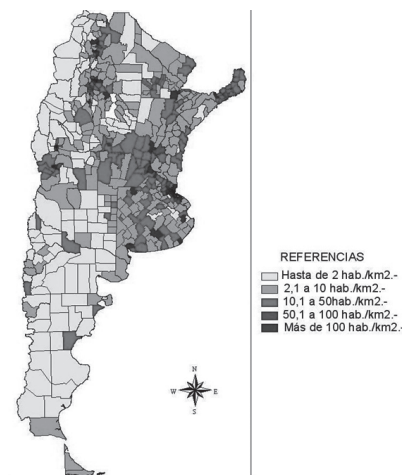 REFERENCIAS
Hasta de 2 hab./km2.-
2,1 a 10 hab./km2.-
10,1 a 50hab./km2.-
50,1 a 100 hab./km2.-
Más de 100 hab./km2.-
N
W E
S